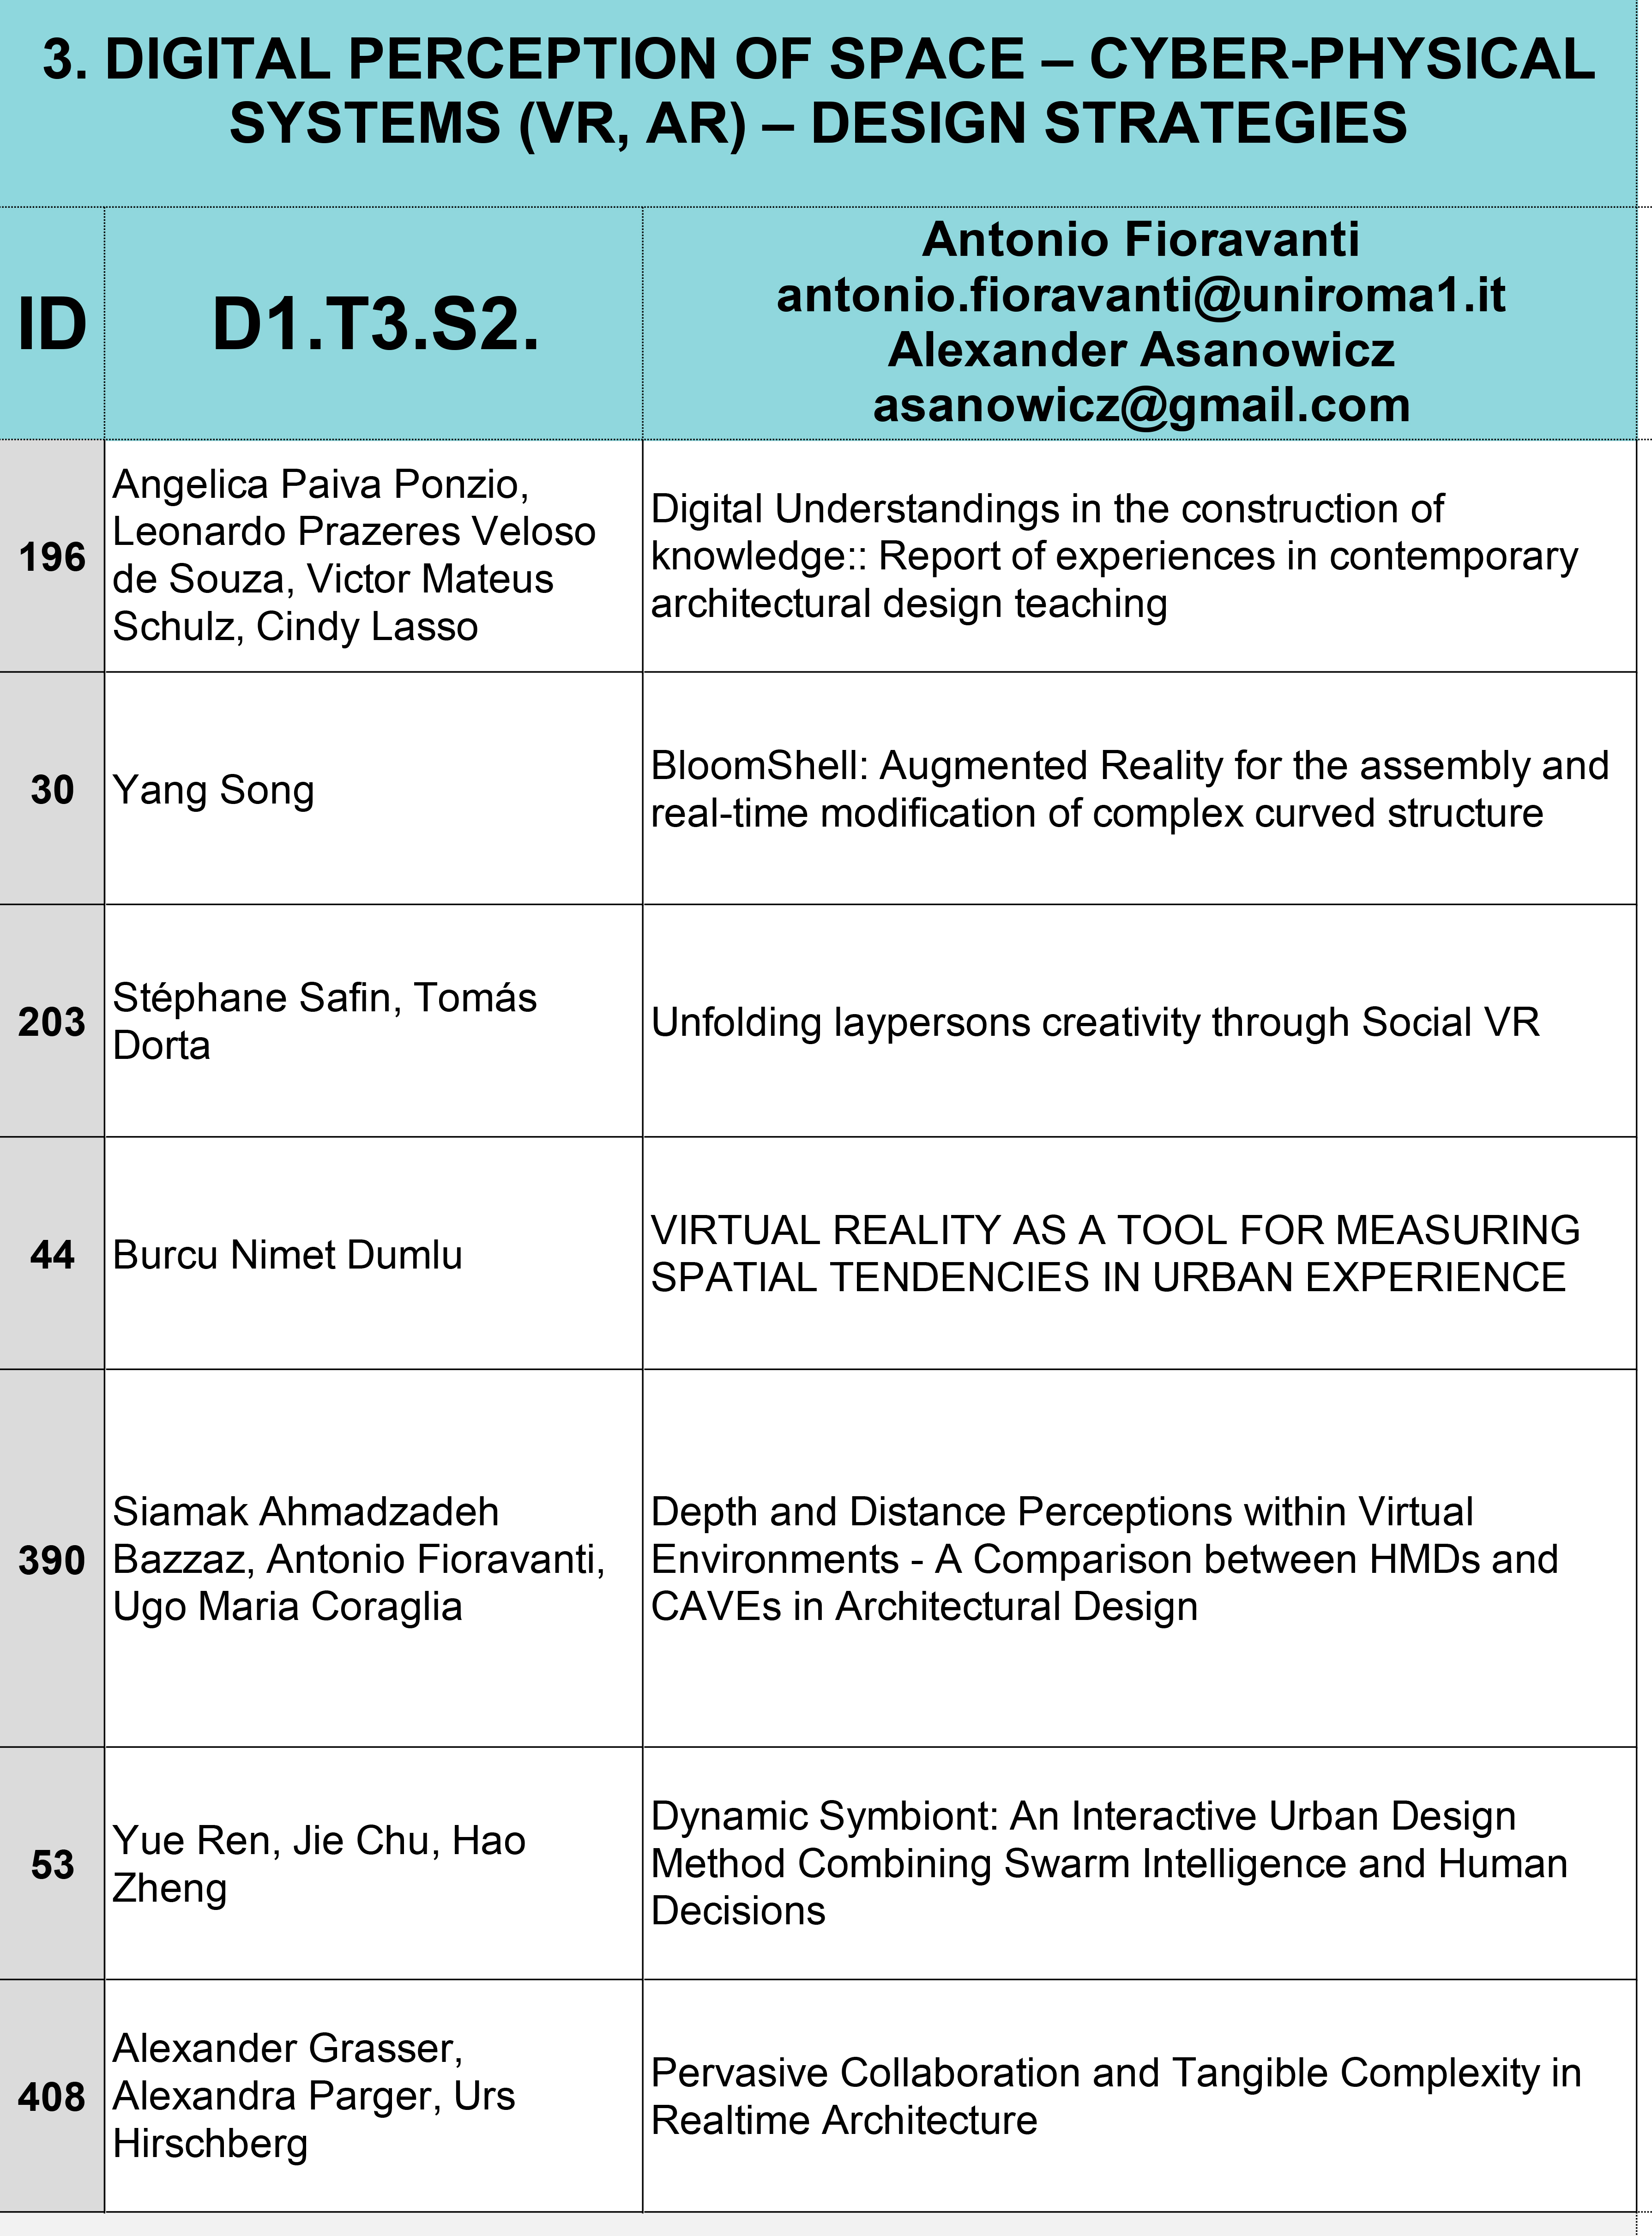 3. DIGITAL PERCEPTION OF SPACE – CYBER-PHYSICAL
SYSTEMS (VR, AR) – DESIGN STRATEGIES
ID
D1.T3.S2.
Antonio Fioravanti
antonio.fioravanti@uniroma1.it
Alexander Asanowicz
asanowicz@gmail.com
196
Angelica Paiva Ponzio,
Leonardo Prazeres Veloso
de Souza, Victor Mateus
Schulz, Cindy Lasso
Digital Understandings in the construction of
knowledge:: Report of experiences in contemporary
architectural design teaching
30
Yang Song
BloomShell: Augmented Reality for the assembly and
real-time modification of complex curved structure
203
Stéphane Safin, Tomás
Dorta
Unfolding laypersons creativity through Social VR
44
Burcu Nimet Dumlu
VIRTUAL REALITY AS A TOOL FOR MEASURING
SPATIAL TENDENCIES IN URBAN EXPERIENCE
390
Siamak Ahmadzadeh
Bazzaz, Antonio Fioravanti,
Ugo Maria Coraglia
Depth and Distance Perceptions within Virtual
Environments - A Comparison between HMDs and
CAVEs in Architectural Design
53
Yue Ren, Jie Chu, Hao
Zheng
Dynamic Symbiont: An Interactive Urban Design
Method Combining Swarm Intelligence and Human
Decisions
408
Alexander Grasser,
Alexandra Parger, Urs
Hirschberg
Pervasive Collaboration and Tangible Complexity in
Realtime Architecture